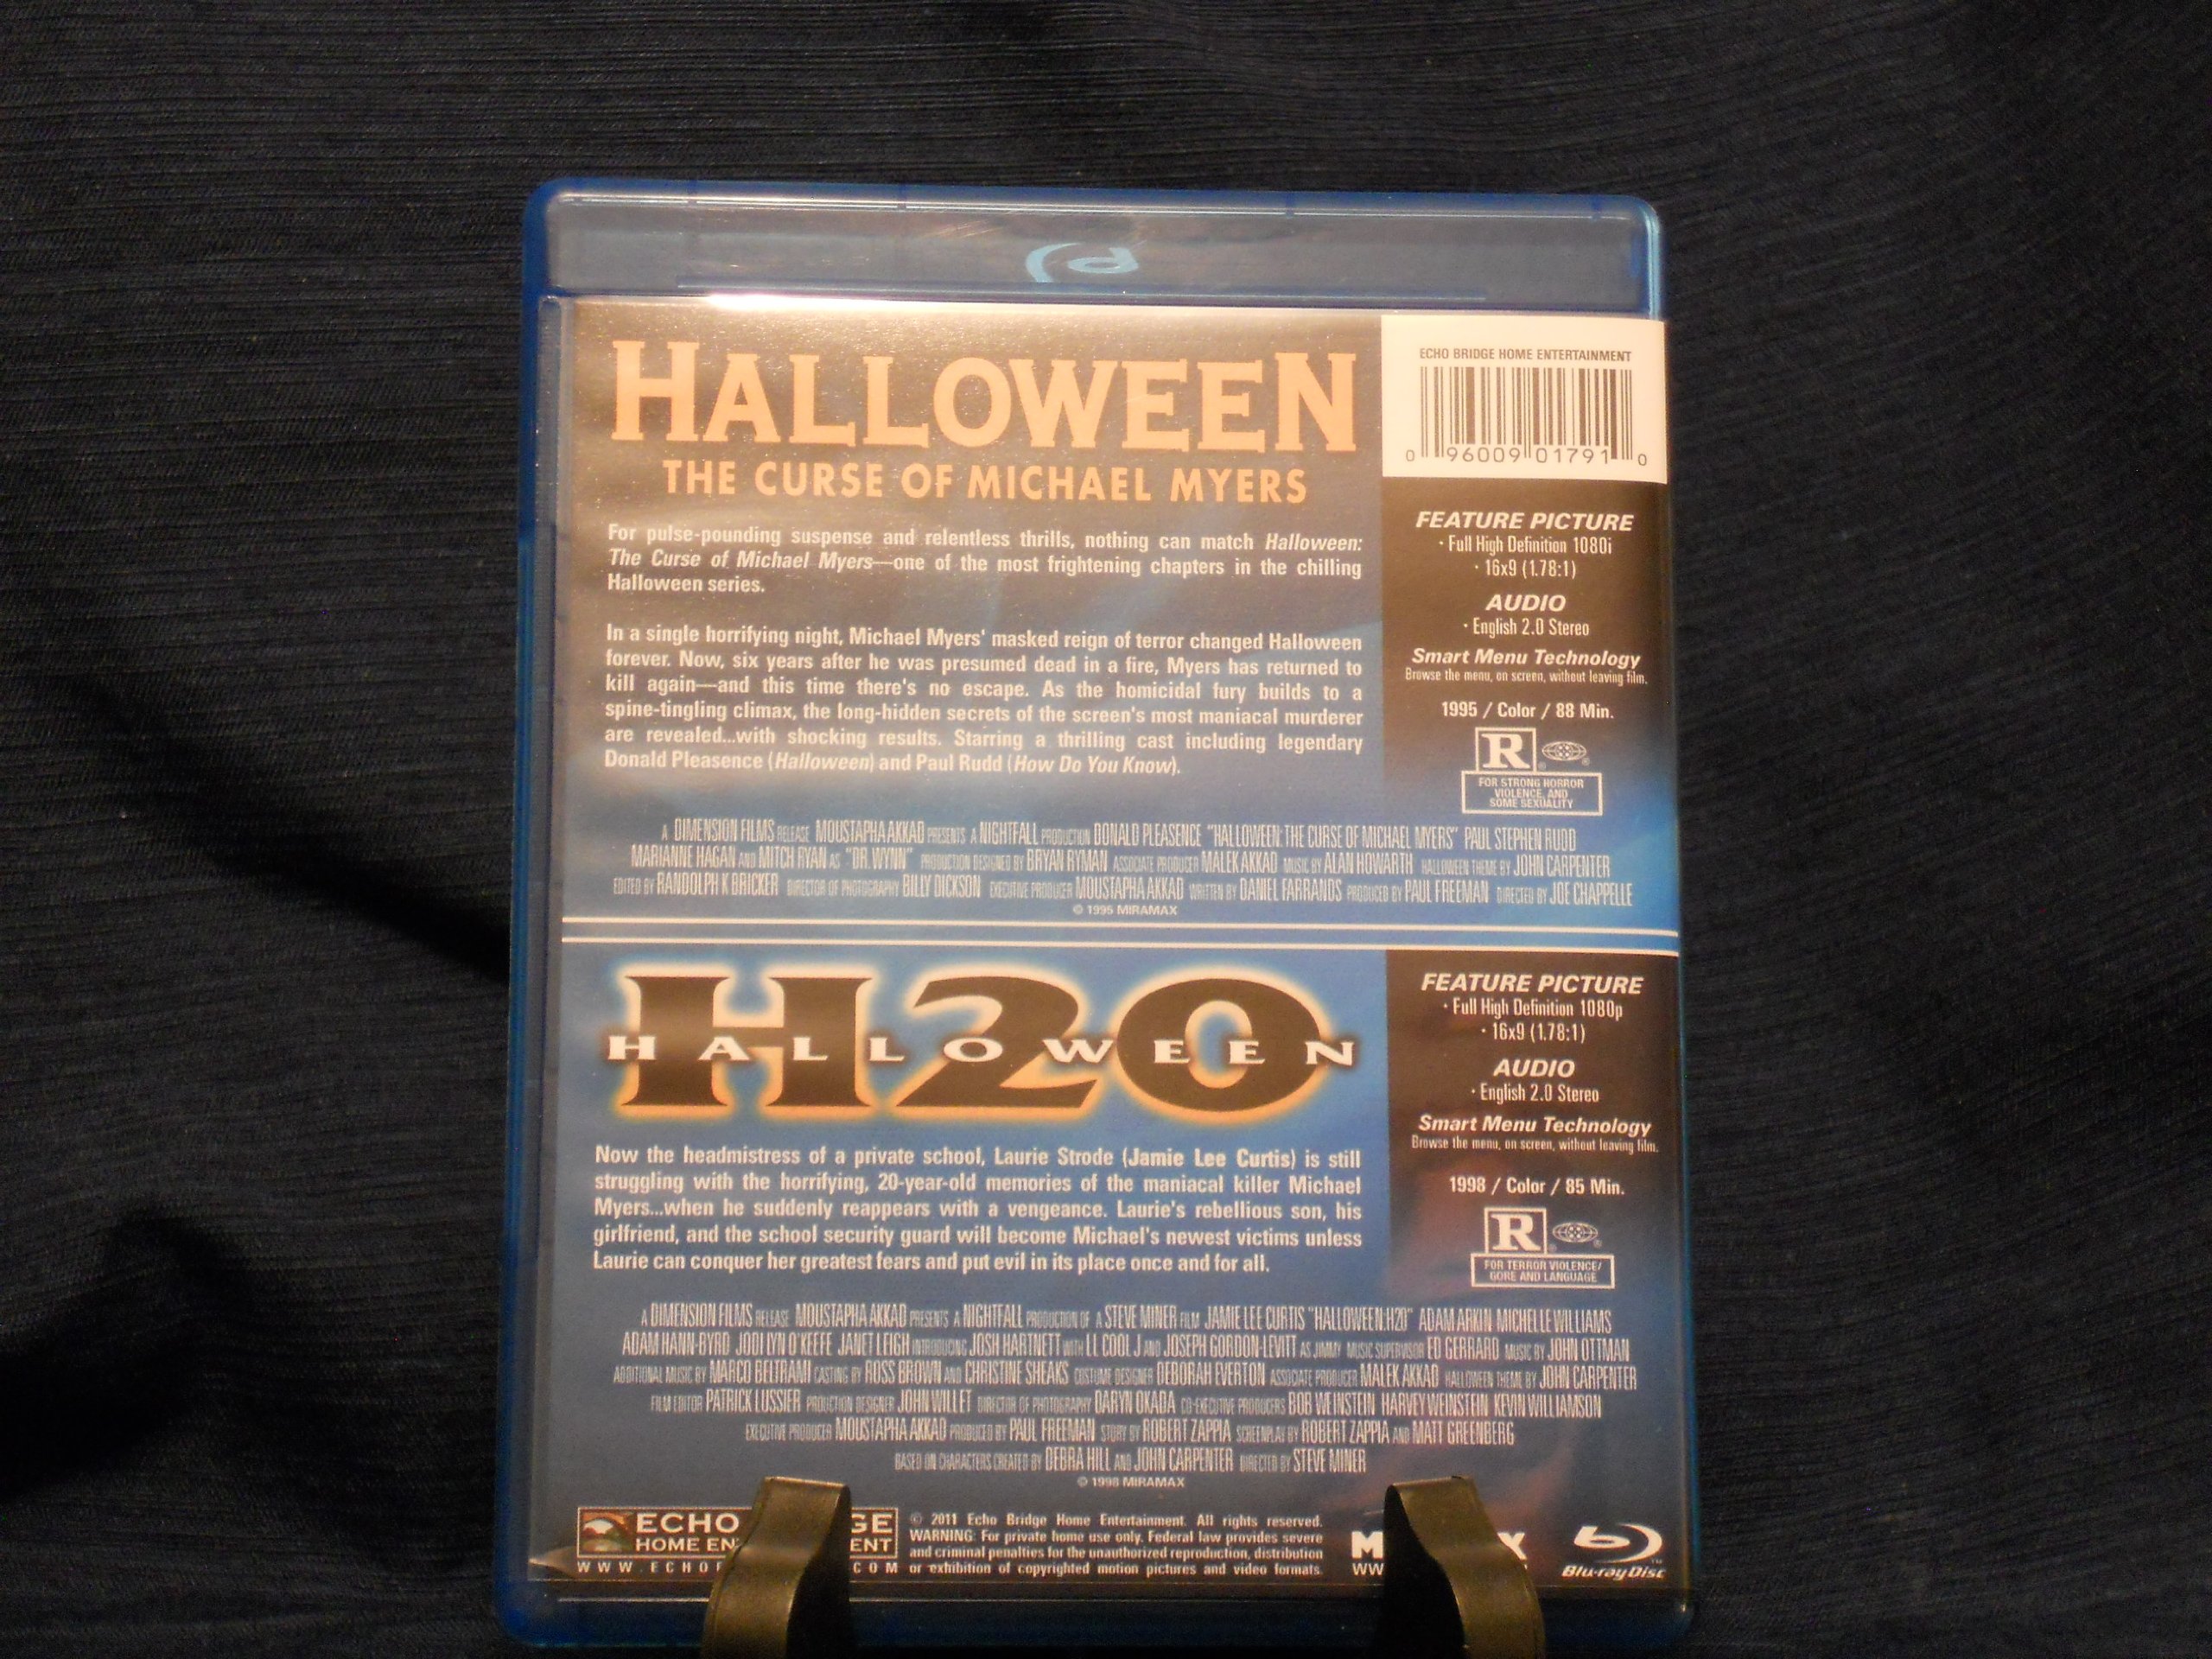 HALLOWEEN
THE CURSE OF MICHAEL MYERS
For pulse-pounding suspense and relentless thrills, nothing can match Halloween:
The Curse of Michael Myers—one of the most frightening chapters in the chilling
Halloween series.
In a single horrifying night, Michael Myers' masked reign of terror changed Halloween
forever. Now, six years after he was presumed dead in a fire, Myers has returned to
kill again—and this time there's no escape. As the homicidal fury builds to a
spine-tingling climax, the long-hidden secrets of the screen's most maniacal murderer
are revealed...with shocking results. Starring a thrilling cast including legendary
Donald Pleasence (Halloween) and Paul Rudd (How Do You Know).
ECHO BRIDGE HOME ENTERTAINMENT
0 96009 01791 0
FEATURE PICTURE
· Full High Definition 1080i
· 16x9 (1.78:1)
AUDIO
· English 2.0 Stereo
Smart Menu Technology
Browse the menu, on screen, without leaving film.
1995 / Color / 88 Min.
R
FOR STRONG HORROR
VIOLENCE, AND
SOME SEXUALITY
A DIMENSION FILMS RELEASE MOUSTAPHA AKKAD PRESENTS A NIGHTFALL PRODUCTION DONALD PLEASENCE "HALLOWEEN: THE CURSE OF MICHAEL MYERS" PAUL STEPHEN RUDD
MARIANNE HAGAN AND MITCH RYAN AS "DR. WYNN" PRODUCTION DESIGNED BY BRYAN RYMAN ASSOCIATE PRODUCER MALEK AKKAD MUSIC BY ALAN HOWARTH HALLOWEEN THEME BY JOHN CARPENTER
EDITED BY RANDOLPH K BRICKER DIRECTOR OF PHOTOGRAPHY BILLY DICKSON EXECUTIVE PRODUCER MOUSTAPHA AKKAD WRITTEN BY DANIEL FARRANDS PRODUCED BY PAUL FREEMAN DIRECTED BY JOE CHAPPELLE
© 1995 MIRAMAX
H20
HALLOWEEN
Now the headmistress of a private school, Laurie Strode (Jamie Lee Curtis) is still
struggling with the horrifying, 20-year-old memories of the maniacal killer Michael
Myers...when he suddenly reappears with a vengeance. Laurie's rebellious son, his
girlfriend, and the school security guard will become Michael's newest victims unless
Laurie can conquer her greatest fears and put evil in its place once and for all.
FEATURE PICTURE
· Full High Definition 1080p
· 16x9 (1.78:1)
AUDIO
· English 2.0 Stereo
Smart Menu Technology
Browse the menu, on screen, without leaving film.
1998 / Color / 85 Min.
R
FOR TERROR VIOLENCE/
GORE AND LANGUAGE
A DIMENSION FILMS RELEASE MOUSTAPHA AKKAD PRESENTS A NIGHTFALL PRODUCTION OF A STEVE MINER FILM JAMIE LEE CURTIS "HALLOWEEN: H20" ADAM ARKIN MICHELLE WILLIAMS
ADAM HANN-BYRD JODI LYN O'KEEFE JANET LEIGH INTRODUCING JOSH HARTNETT WITH LL COOL J AND JOSEPH GORDON-LEVITT AS JIMMY MUSIC SUPERVISOR ED GERRARD MUSIC BY JOHN OTTMAN
ADDITIONAL MUSIC BY MARCO BELTRAMI CASTING BY ROSS BROWN AND CHRISTINE SHEAKS COSTUME DESIGNER DEBORAH EVERTON ASSOCIATE PRODUCER MALEK AKKAD HALLOWEEN THEME BY JOHN CARPENTER
FILM EDITOR PATRICK LUSSIER PRODUCTION DESIGNER JOHN WILLET DIRECTOR OF PHOTOGRAPHY DARYN OKADA CO-EXECUTIVE PRODUCERS BOB WEINSTEIN HARVEY WEINSTEIN KEVIN WILLIAMSON
EXECUTIVE PRODUCER MOUSTAPHA AKKAD PRODUCED BY PAUL FREEMAN STORY BY ROBERT ZAPPIA SCREENPLAY BY ROBERT ZAPPIA AND MATT GREENBERG
BASED ON CHARACTERS CREATED BY DEBRA HILL AND JOHN CARPENTER DIRECTED BY STEVE MINER
© 1998 MIRAMAX
ECHO
HOME
© 2011 Echo Bridge Home Entertainment. All rights reserved.
WARNING: For private home use only. Federal law provides severe
and criminal penalties for the unauthorized reproduction, distribution
or exhibition of copyrighted motion pictures and video formats.
Blu-ray Disc